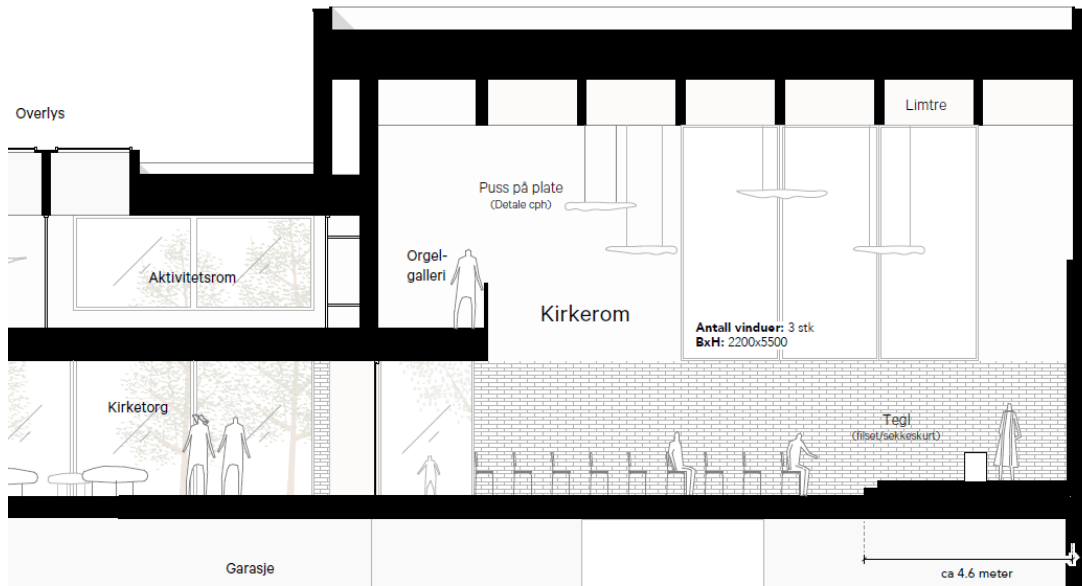 Overlys
Limtre
Puss på plate
(Detale cph)
Orgel-
galleri
Aktivitetsrom
Kirkerom
Antall vinduer: 3 stk
BxH: 2200x5500
Kirketorg
Tegl
(filset/sekkeskurt)
Garasje
ca 4.6 meter